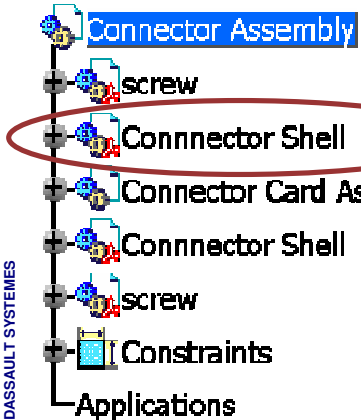 Connector Assembly
screw
Connnector Shell
Connector Card As
Connnector Shell
screw
Constraints
Applications
DASSAULT SYSTEMES